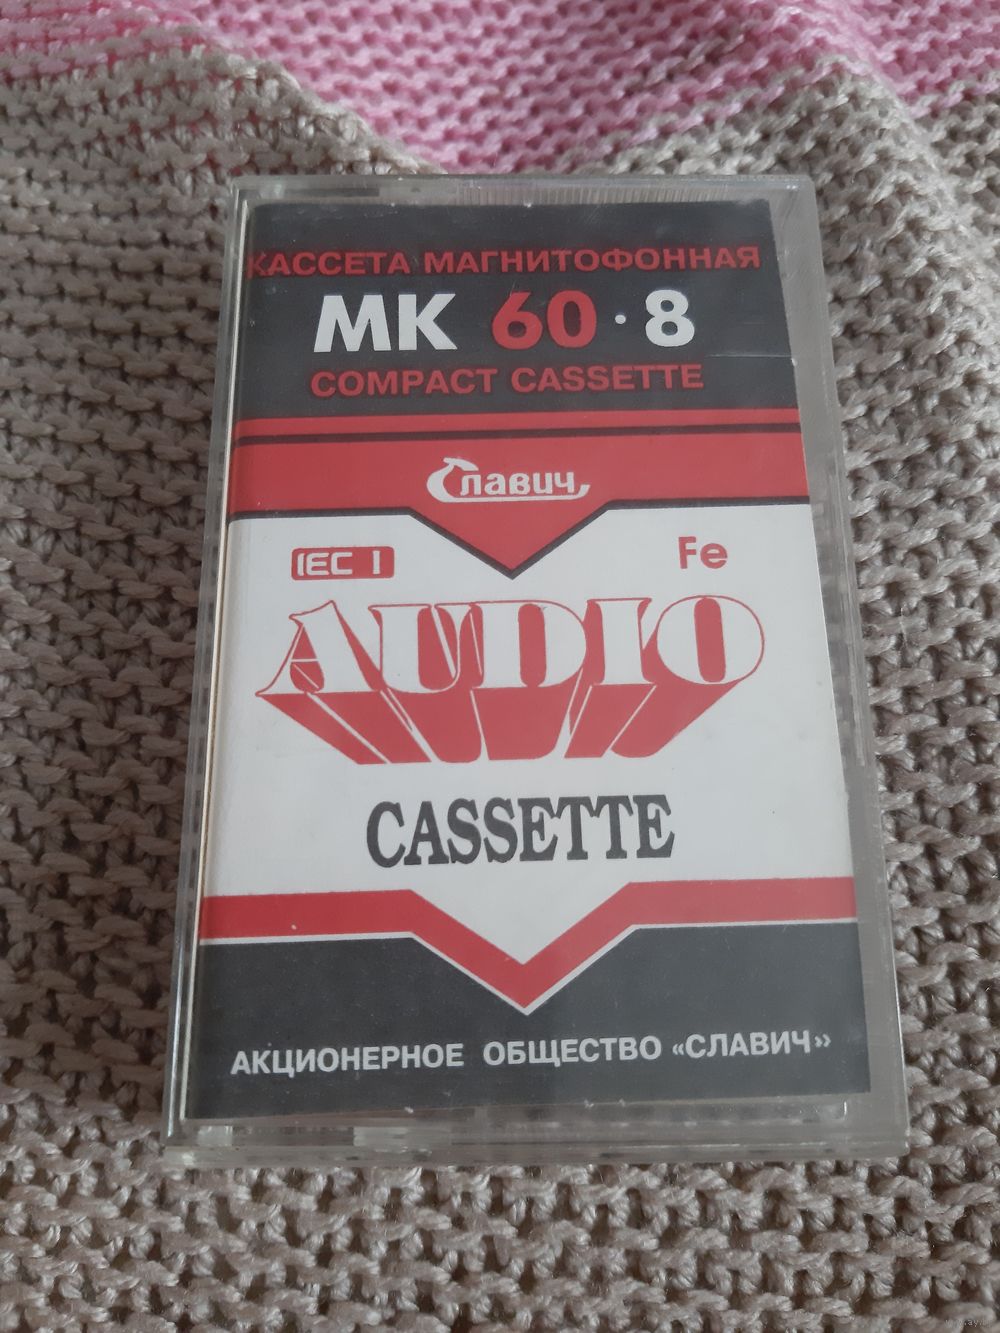 КАССЕТА МАГНИТОФОННАЯ
МК 60·8
COMPACT CASSETTE
Славич
IEC I Fe
AUDIO
CASSETTE
АКЦИОНЕРНОЕ ОБЩЕСТВО «СЛАВИЧ»